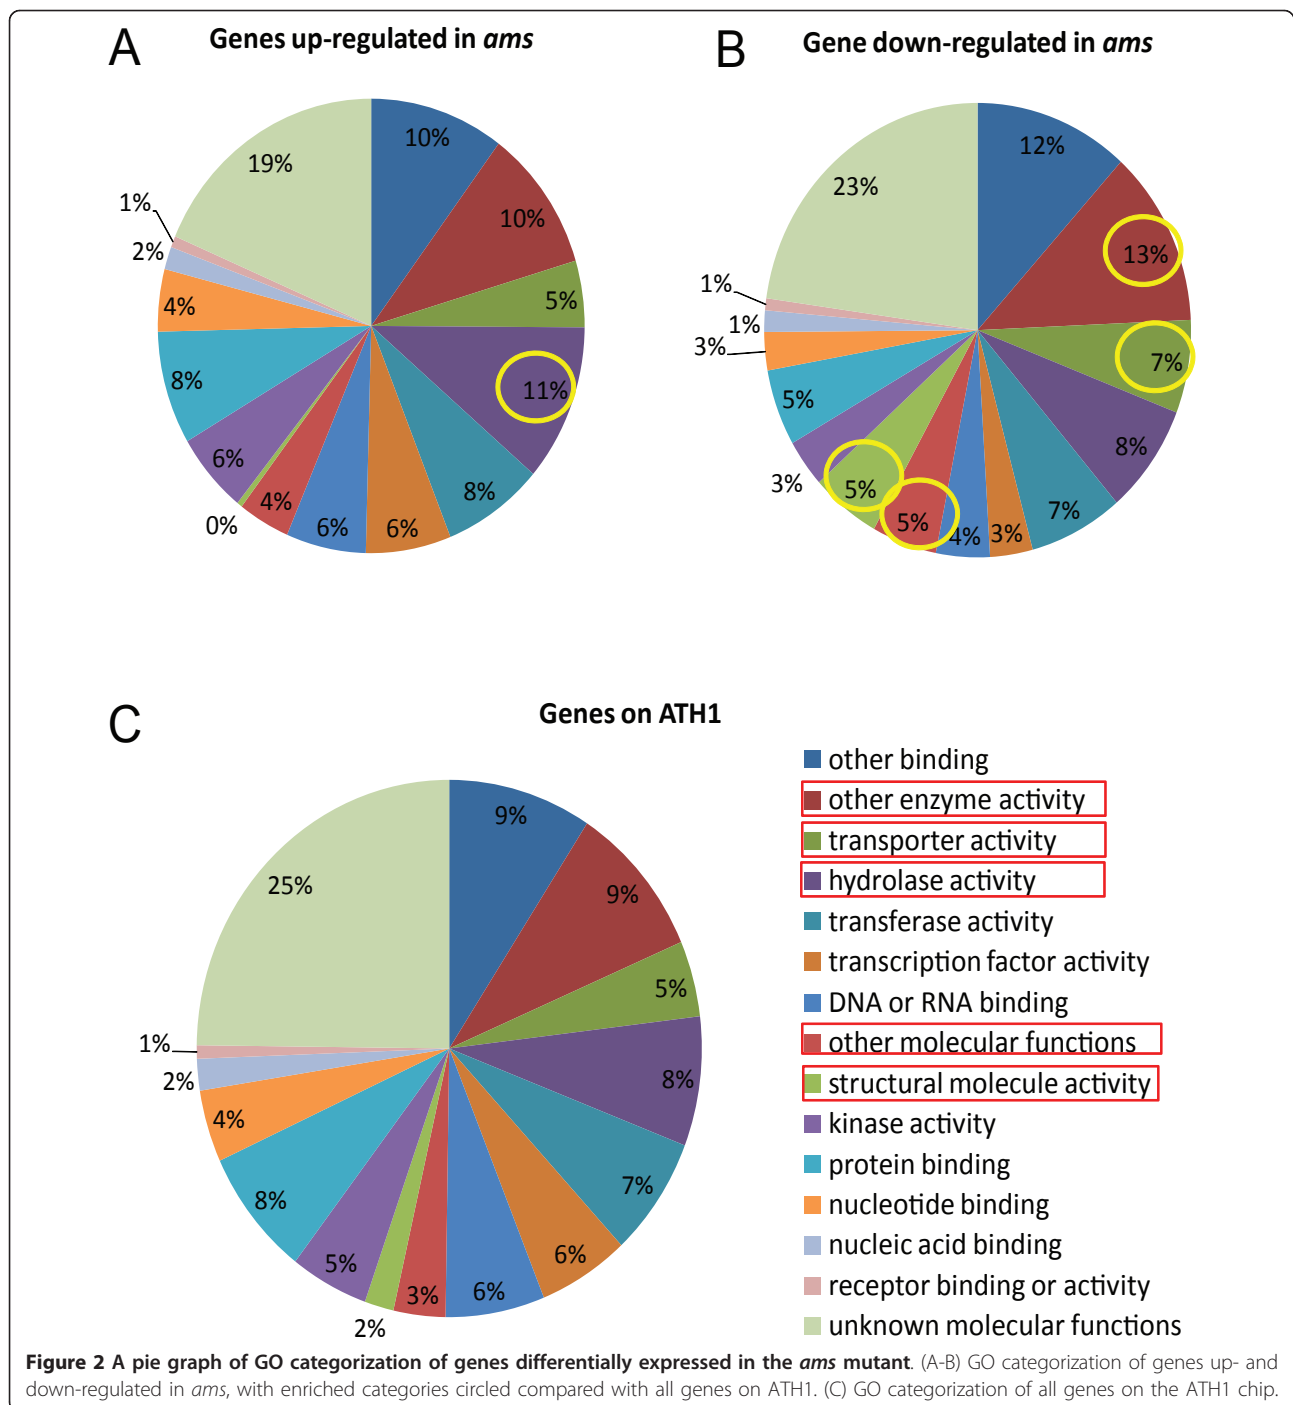 A
Genes up-regulated in ams
10%
10%
5%
11%
8%
6%
6%
4%
0%
6%
8%
4%
2%
1%
19%
B
Gene down-regulated in ams
12%
13%
7%
8%
7%
3%
4%
5%
5%
3%
5%
3%
1%
1%
23%
C
Genes on ATH1
9%
9%
5%
8%
7%
6%
6%
3%
2%
5%
8%
4%
2%
1%
25%
other binding
other enzyme activity
transporter activity
hydrolase activity
transferase activity
transcription factor activity
DNA or RNA binding
other molecular functions
structural molecule activity
kinase activity
protein binding
nucleotide binding
nucleic acid binding
receptor binding or activity
unknown molecular functions
Figure 2 A pie graph of GO categorization of genes differentially expressed in the ams mutant. (A-B) GO categorization of genes up- and
down-regulated in ams, with enriched categories circled compared with all genes on ATH1. (C) GO categorization of all genes on the ATH1 chip.